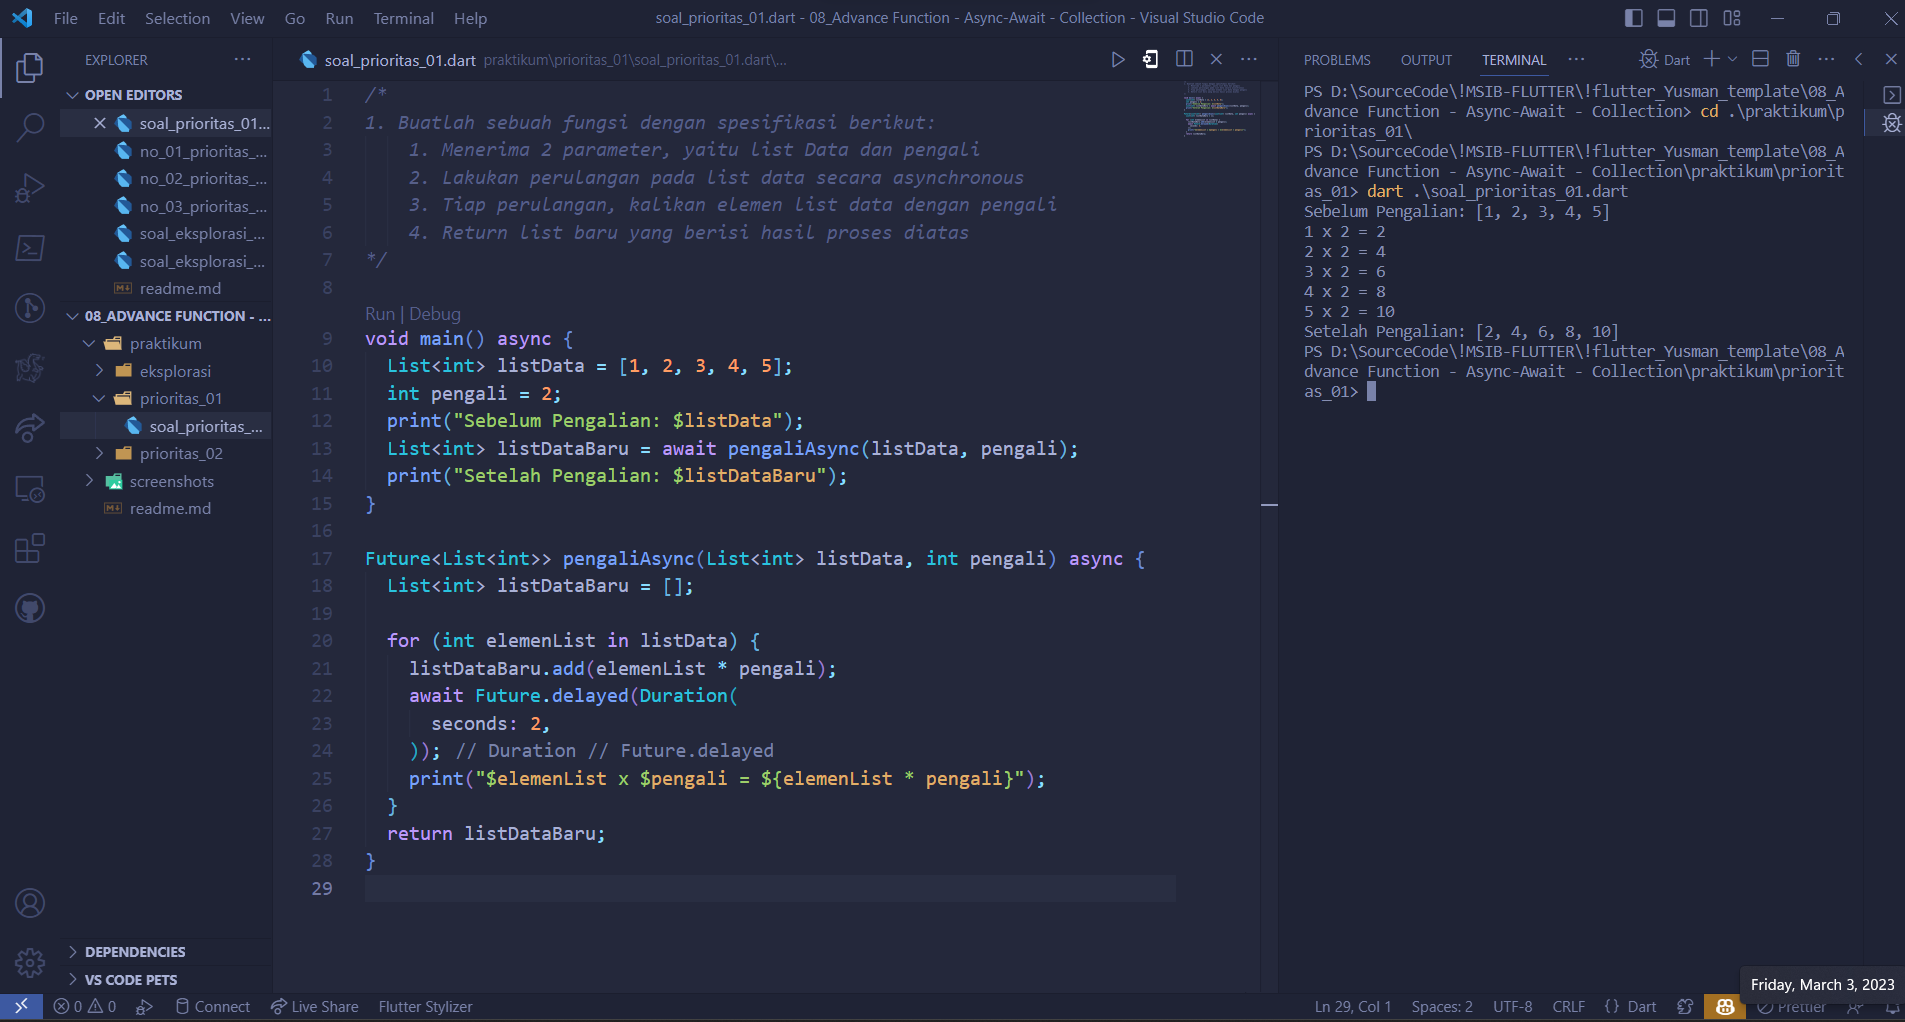 File Edit Selection View Go Run Terminal Help
soal_prioritas_01.dart - 08_Advance Function - Async-Await - Collection - Visual Studio Code
EXPLORER
OPEN EDITORS
soal_prioritas_01...
no_01_prioritas_...
no_02_prioritas_...
no_03_prioritas_...
soal_eksplorasi_...
soal_eksplorasi_...
readme.md
08_ADVANCE FUNCTION - ...
praktikum
eksplorasi
prioritas_01
soal_prioritas_...
prioritas_02
screenshots
readme.md
DEPENDENCIES
VS CODE PETS
soal_prioritas_01.dart praktikum\prioritas_01\soal_prioritas_01.dart\...
1 /*
2 1. Buatlah sebuah fungsi dengan spesifikasi berikut:
3 1. Menerima 2 parameter, yaitu list Data dan pengali
4 2. Lakukan perulangan pada list data secara asynchronous
5 3. Tiap perulangan, kalikan elemen list data dengan pengali
6 4. Return list baru yang berisi hasil proses diatas
7 */
8
Run | Debug
9 void main() async {
10 List<int> listData = [1, 2, 3, 4, 5];
11 int pengali = 2;
12 print("Sebelum Pengalian: $listData");
13 List<int> listDataBaru = await pengaliAsync(listData, pengali);
14 print("Setelah Pengalian: $listDataBaru");
15 }
16
17 Future<List<int>> pengaliAsync(List<int> listData, int pengali) async {
18 List<int> listDataBaru = [];
19
20 for (int elemenList in listData) {
21 listDataBaru.add(elemenList * pengali);
22 await Future.delayed(Duration(
23 seconds: 2,
24 )); // Duration // Future.delayed
25 print("$elemenList x $pengali = ${elemenList * pengali}");
26 }
27 return listDataBaru;
28 }
29
PROBLEMS OUTPUT TERMINAL ... Dart
PS D:\SourceCode\!MSIB-FLUTTER\!flutter_Yusman_template\08_A
dvance Function - Async-Await - Collection> cd .\praktikum\p
rioritas_01\
PS D:\SourceCode\!MSIB-FLUTTER\!flutter_Yusman_template\08_A
dvance Function - Async-Await - Collection\praktikum\priorit
as_01> dart .\soal_prioritas_01.dart
Sebelum Pengalian: [1, 2, 3, 4, 5]
1 x 2 = 2
2 x 2 = 4
3 x 2 = 6
4 x 2 = 8
5 x 2 = 10
Setelah Pengalian: [2, 4, 6, 8, 10]
PS D:\SourceCode\!MSIB-FLUTTER\!flutter_Yusman_template\08_A
dvance Function - Async-Await - Collection\praktikum\priorit
as_01>
Friday, March 3, 2023
0 0 Connect Live Share Flutter Stylizer Ln 29, Col 1 Spaces: 2 UTF-8 CRLF {} Dart Prettier